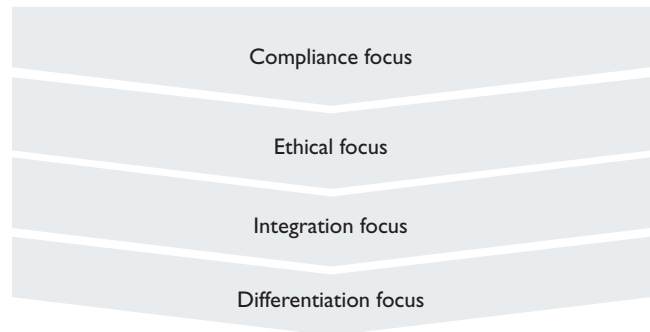 Compliance focus
Ethical focus
Integration focus
Differentiation focus